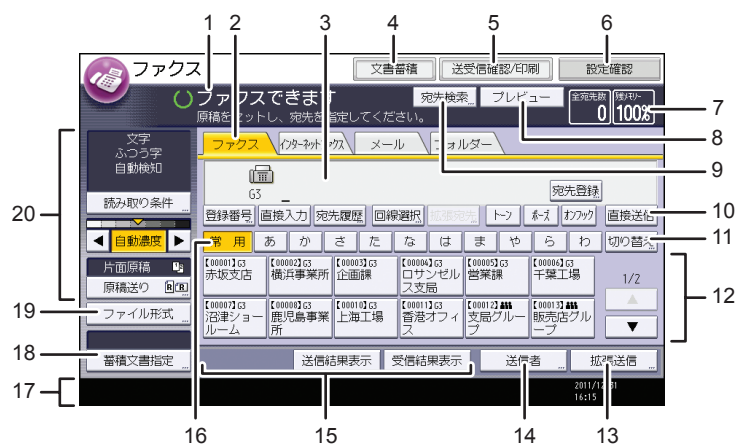 1 2 3 4 5 6
ファクス
文書蓄積 送受信確認/印刷 設定確認
ファクスできます
宛先検索 プレビュー 全宛先数 残メモリー
0 100% 7
原稿をセットし、宛先を指定してください。
8
9
文字
ふつう字
自動検知
ファクス インターネットファクス メール フォルダー
20
G3
宛先登録
読み取り条件
登録番号 直接入力 宛先履歴 回線選択 拡張宛先 トーン ポーズ オンフック 直接送信 10
自動濃度
常用 あ か さ た な は ま や ら わ 切り替え 11
片面原稿
原稿送り
【00001】G3 【00002】G3 【00003】G3 【00004】G3 【00005】G3 【00006】G3
赤坂支店 横浜事業所 企画課 ロサンゼルス支局 営業課 千葉工場
1/2
12
19 ファイル形式
【00007】G3 【00008】G3 【00010】G3 【00011】G3 【00012】 【00013】
沼津ショールーム 鹿児島事業所 上海工場 香港オフィス 支局グループ 販売店グループ
18 蓄積文書指定
送信結果表示 受信結果表示 送信者 拡張送信
17
2011/12/31
16:15
16 15 14 13